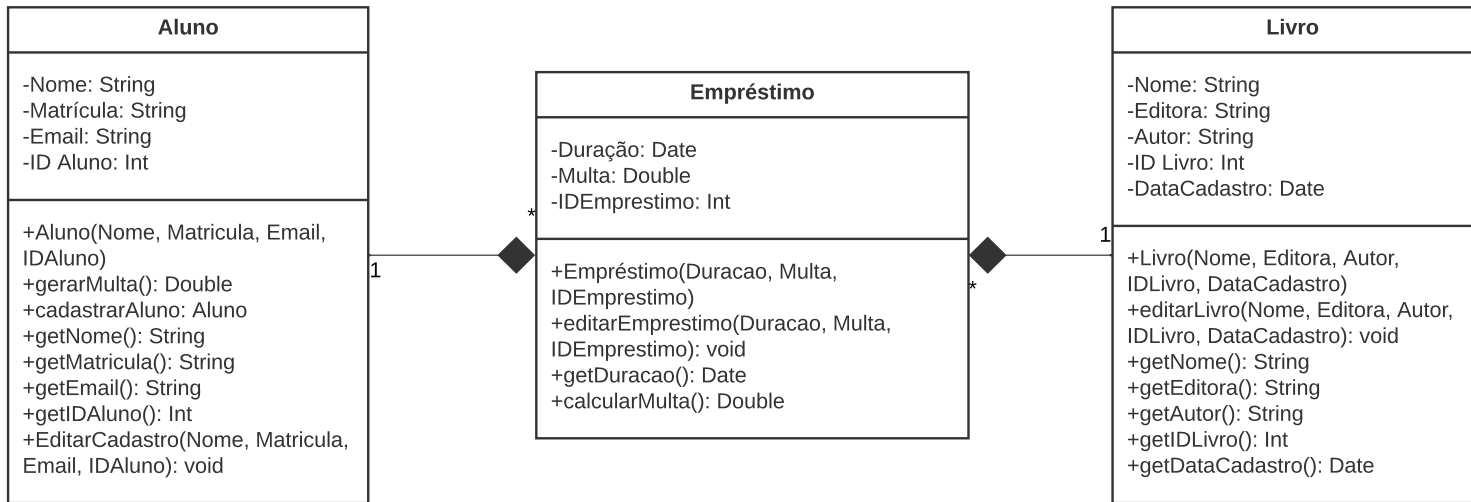 Aluno
-Nome: String
-Matrícula: String
-Email: String
-ID Aluno: Int
+Aluno(Nome, Matricula, Email,
IDAluno)
+gerarMulta(): Double
+cadastrarAluno: Aluno
+getNome(): String
+getMatricula(): String
+getEmail(): String
+getIDAluno(): Int
+EditarCadastro(Nome, Matricula,
Email, IDAluno): void
1
*
Empréstimo
-Duração: Date
-Multa: Double
-IDEmprestimo: Int
+Empréstimo(Duracao, Multa,
IDEmprestimo)
+editarEmprestimo(Duracao, Multa,
IDEmprestimo): void
+getDuracao(): Date
+calcularMulta(): Double
*
1
Livro
-Nome: String
-Editora: String
-Autor: String
-ID Livro: Int
-DataCadastro: Date
+Livro(Nome, Editora, Autor,
IDLivro, DataCadastro)
+editarLivro(Nome, Editora, Autor,
IDLivro, DataCadastro): void
+getNome(): String
+getEditora(): String
+getAutor(): String
+getIDLivro(): Int
+getDataCadastro(): Date